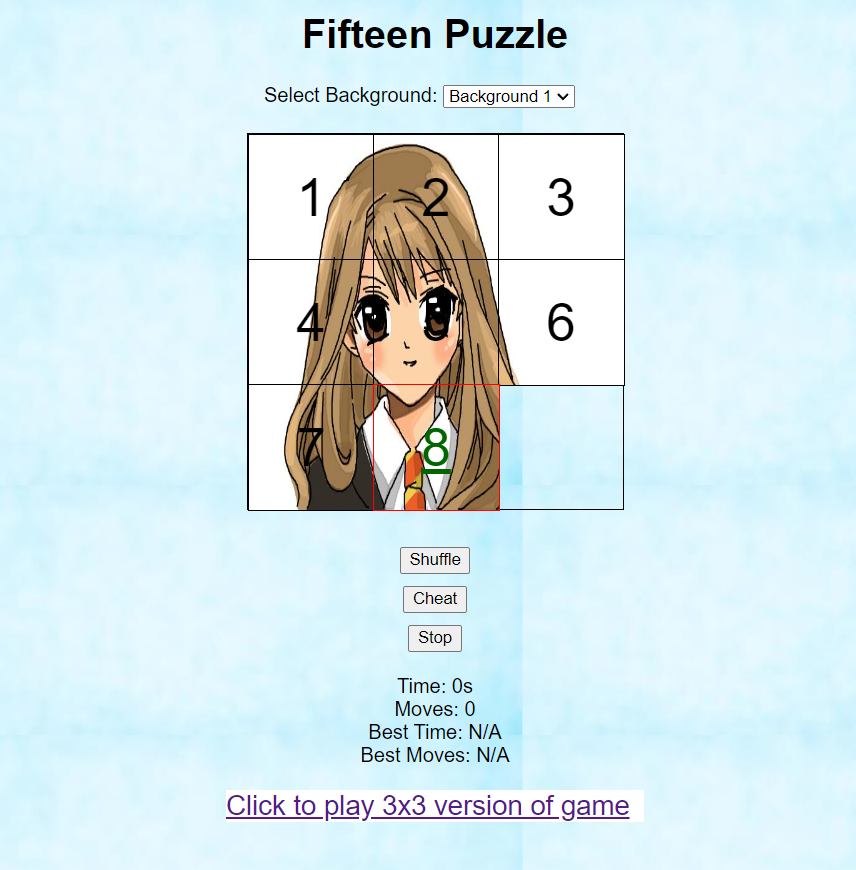 Fifteen Puzzle
Select Background: Background 1
1 2 3
4 6
7 8
Shuffle
Cheat
Stop
Time: 0s
Moves: 0
Best Time: N/A
Best Moves: N/A
Click to play 3x3 version of game